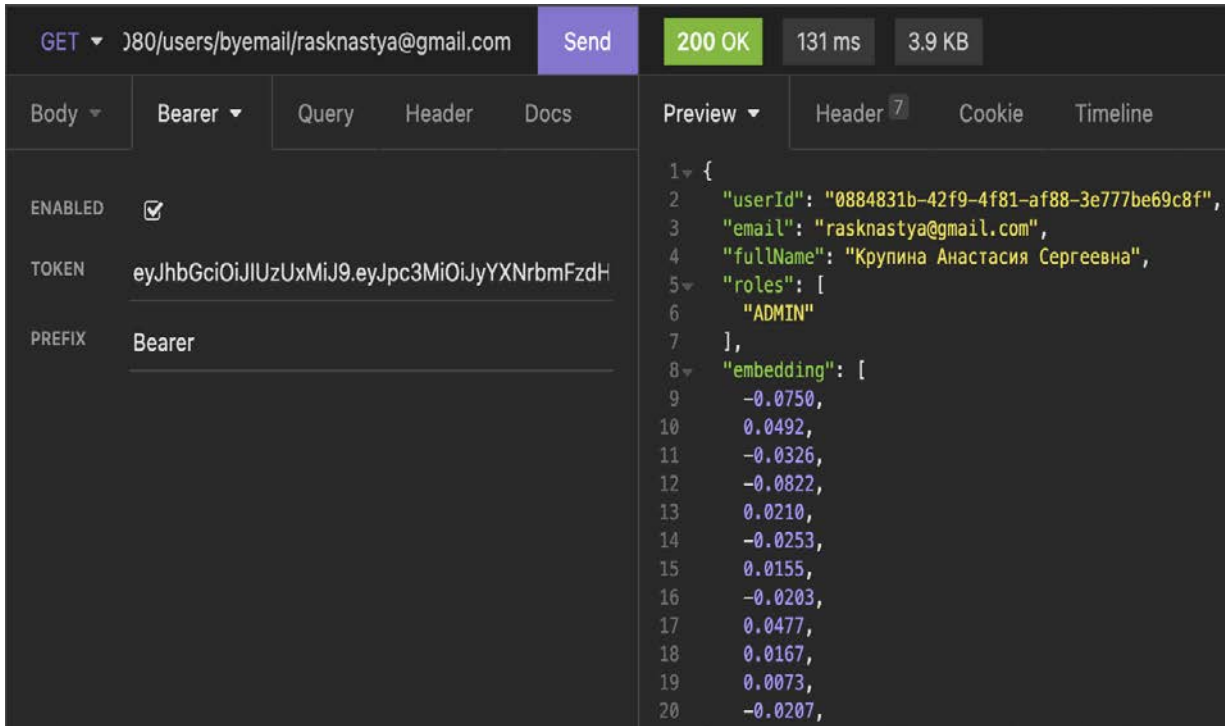 GET 080/users/byemail/rasknastya@gmail.com Send
Body Bearer Query Header Docs
ENABLED
TOKEN eyJhbGciOiJIUzUxMiJ9.eyJpc3MiOiJyYXNrbmFzdH
PREFIX Bearer
200 OK 131 ms 3.9 KB
Preview Header 7 Cookie Timeline
1 {
2 "userId": "0884831b-42f9-4f81-af88-3e777be69c8f",
3 "email": "rasknastya@gmail.com",
4 "fullName": "Крупина Анастасия Сергеевна",
5 "roles": [
6 "ADMIN"
7 ],
8 "embedding": [
9 -0.0750,
10 0.0492,
11 -0.0326,
12 -0.0822,
13 0.0210,
14 -0.0253,
15 0.0155,
16 -0.0203,
17 0.0477,
18 0.0167,
19 0.0073,
20 -0.0207,